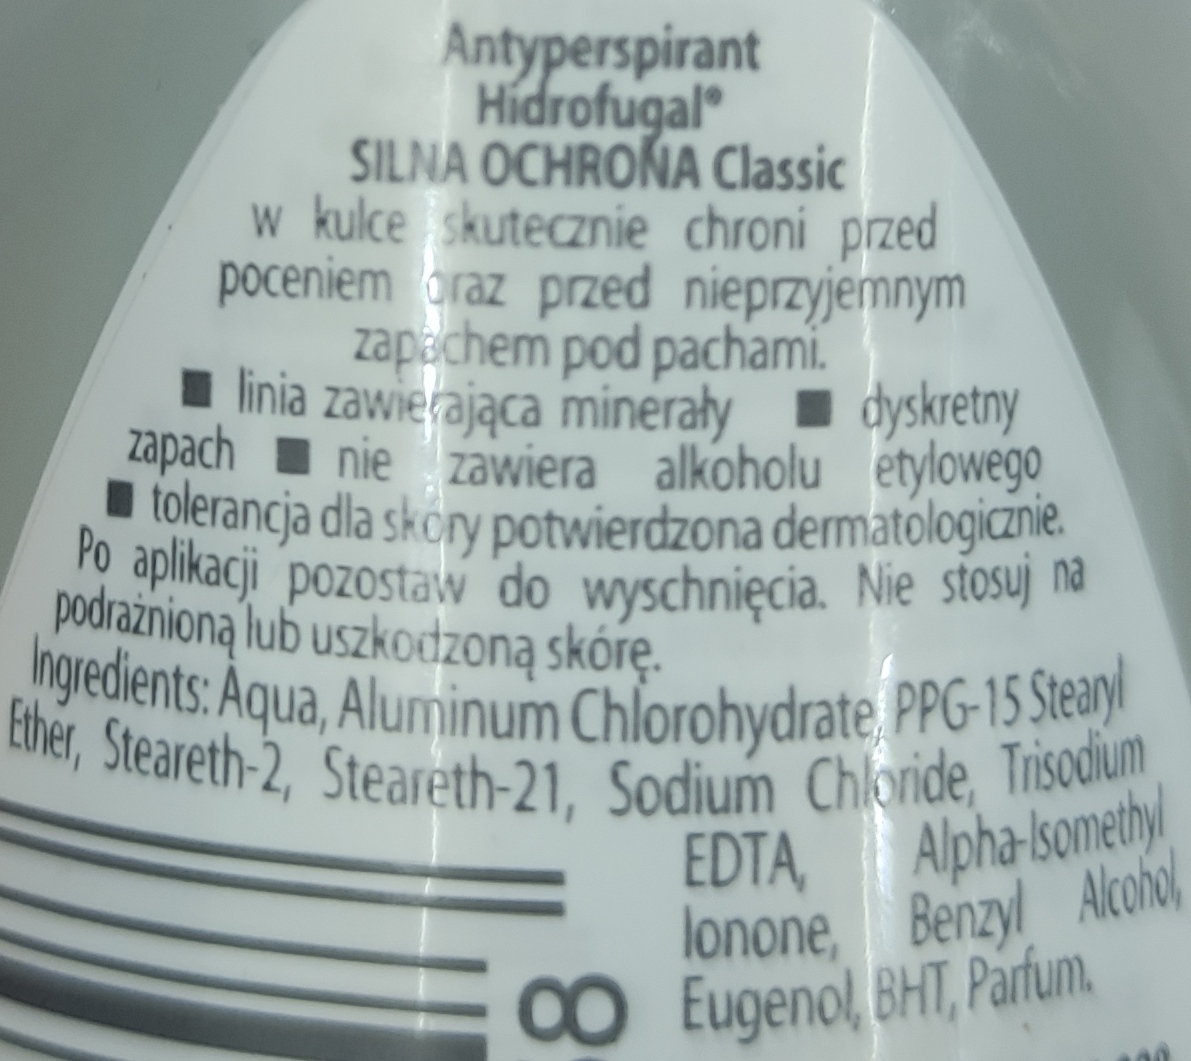 Antyperspirant
Hidrofugal®
SILNA OCHRONA Classic
w kulce skutecznie chroni przed
poceniem oraz przed nieprzyjemnym
zapachem pod pachami.
■ linia zawierająca minerały ■ dyskretny
zapach ■ nie zawiera alkoholu etylowego
■ tolerancja dla skóry potwierdzona dermatologicznie.
Po aplikacji pozostaw do wyschnięcia. Nie stosuj na
podrażnioną lub uszkodzoną skórę.
Ingredients: Aqua, Aluminum Chlorohydrate, PPG-15 Stearyl
Ether, Steareth-2, Steareth-21, Sodium Chloride, Trisodium
EDTA, Alpha-Isomethyl
Ionone, Benzyl Alcohol,
Eugenol, BHT, Parfum.
8